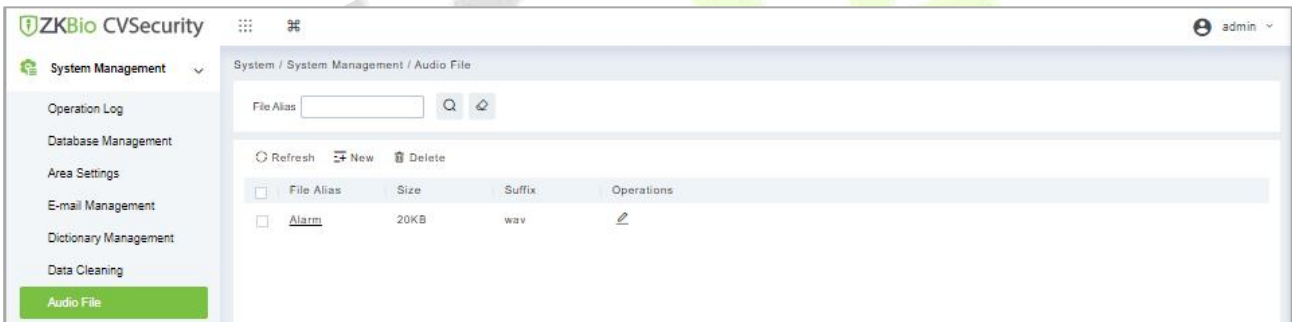 ZKBio CVSecurity
admin
System Management
System / System Management / Audio File
Operation Log
File Alias
Database Management
Refresh New Delete
Area Settings
File Alias Size Suffix Operations
E-mail Management
Alarm 20KB wav
Dictionary Management
Data Cleaning
Audio File